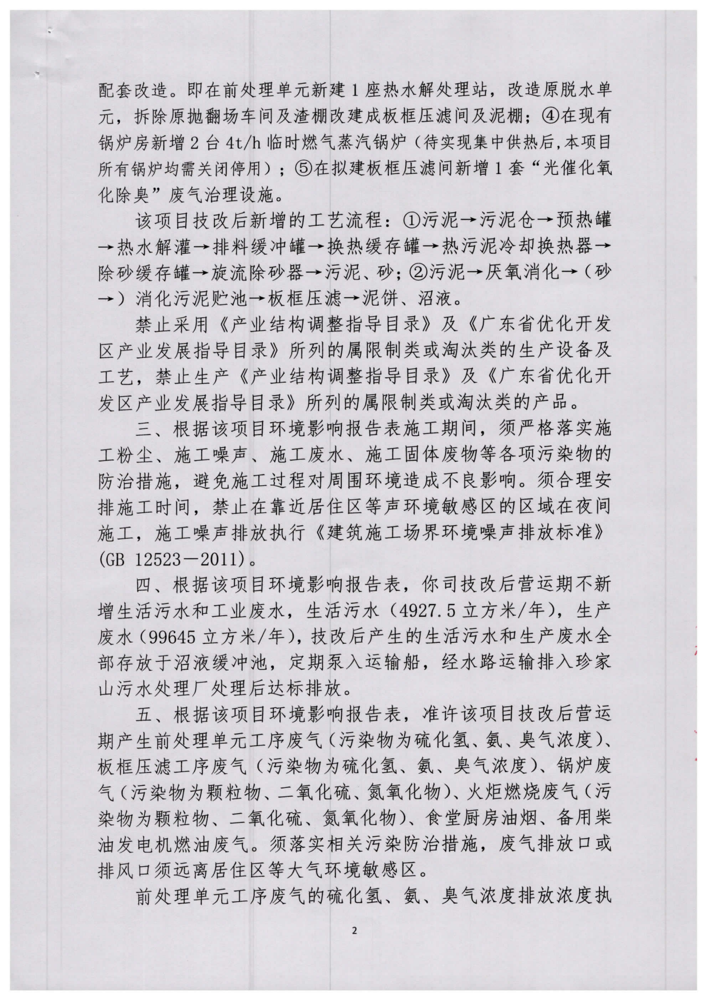 配套改造。即在前处理单元新建1座热水解处理站，改造原脱水单
元，拆除原抛翻场车间及渣棚改建成板框压滤间及泥棚；④在现有
锅炉房新增2台4t/h临时燃气蒸汽锅炉（待实现集中供热后,本项目
所有锅炉均需关闭停用）；⑤在拟建板框压滤间新增1套“光催化氧
化除臭”废气治理设施。
该项目技改后新增的工艺流程：①污泥→污泥仓→预热罐
→热水解灌→排料缓冲罐→换热缓存罐→热污泥冷却换热器→
除砂缓存罐→旋流除砂器→污泥、砂；②污泥→厌氧消化→（砂
→）消化污泥贮池→板框压滤→泥饼、沼液。
禁止采用《产业结构调整指导目录》及《广东省优化开发
区产业发展指导目录》所列的属限制类或淘汰类的生产设备及
工艺，禁止生产《产业结构调整指导目录》及《广东省优化开
发区产业发展指导目录》所列的属限制类或淘汰类的产品。
三、根据该项目环境影响报告表施工期间，须严格落实施
工粉尘、施工噪声、施工废水、施工固体废物等各项污染物的
防治措施，避免施工过程对周围环境造成不良影响。须合理安
排施工时间，禁止在靠近居住区等声环境敏感区的区域在夜间
施工，施工噪声排放执行《建筑施工场界环境噪声排放标准》
(GB 12523－2011)。
四、根据该项目环境影响报告表，你司技改后营运期不新
增生活污水和工业废水，生活污水（4927.5立方米/年），生产
废水（99645立方米/年），技改后产生的生活污水和生产废水全
部存放于沼液缓冲池，定期泵入运输船，经水路运输排入珍家
山污水处理厂处理后达标排放。
五、根据该项目环境影响报告表，准许该项目技改后营运
期产生前处理单元工序废气（污染物为硫化氢、氨、臭气浓度）、
板框压滤工序废气（污染物为硫化氢、氨、臭气浓度）、锅炉废
气（污染物为颗粒物、二氧化硫、氮氧化物）、火炬燃烧废气（污
染物为颗粒物、二氧化硫、氮氧化物）、食堂厨房油烟、备用柴
油发电机燃油废气。须落实相关污染防治措施，废气排放口或
排风口须远离居住区等大气环境敏感区。
前处理单元工序废气的硫化氢、氨、臭气浓度排放浓度执
2